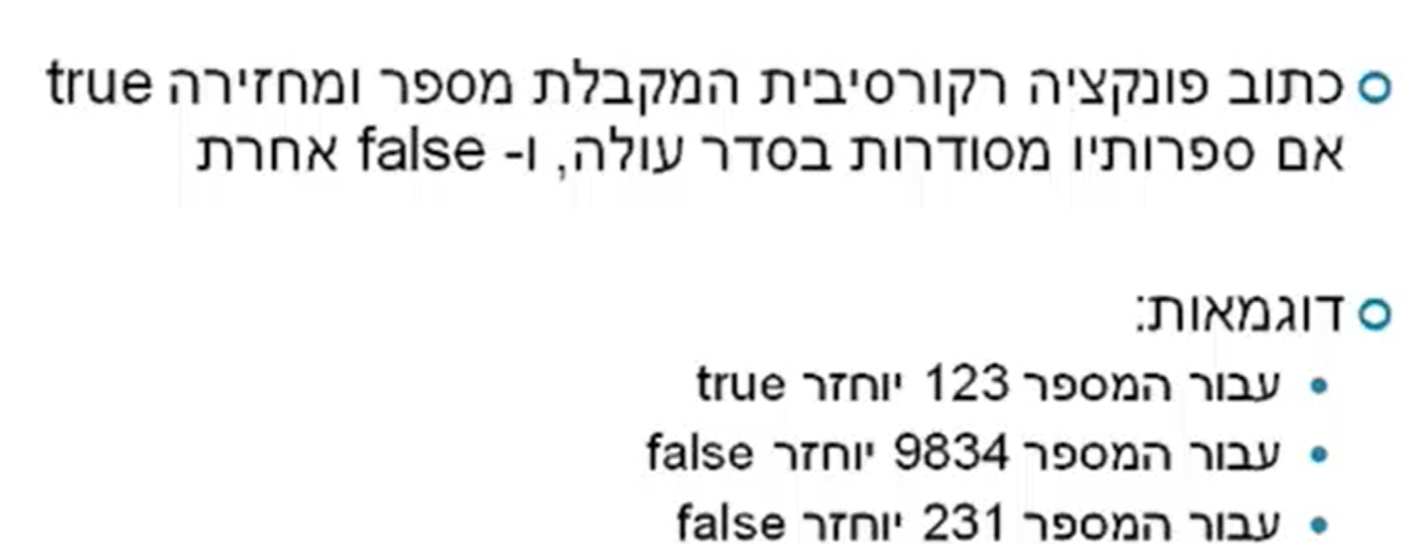 כתוב פונקציה רקורסיבית המקבלת מספר ומחזירה true
אם ספרותיו מסודרות בסדר עולה, ו- false אחרת
דוגמאות:
עבור המספר 123 יוחזר true
עבור המספר 9834 יוחזר false
עבור המספר 231 יוחזר false